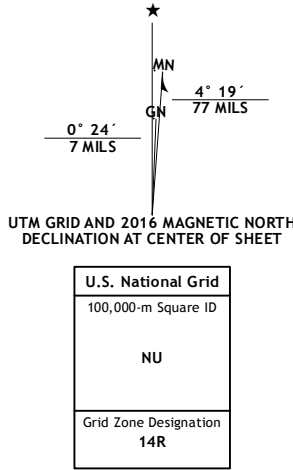 ★
MN
GN
4° 19´
77 MILS
0° 24´
7 MILS
UTM GRID AND 2016 MAGNETIC NORTH
DECLINATION AT CENTER OF SHEET
U.S. National Grid
100,000-m Square ID
NU
Grid Zone Designation
14R